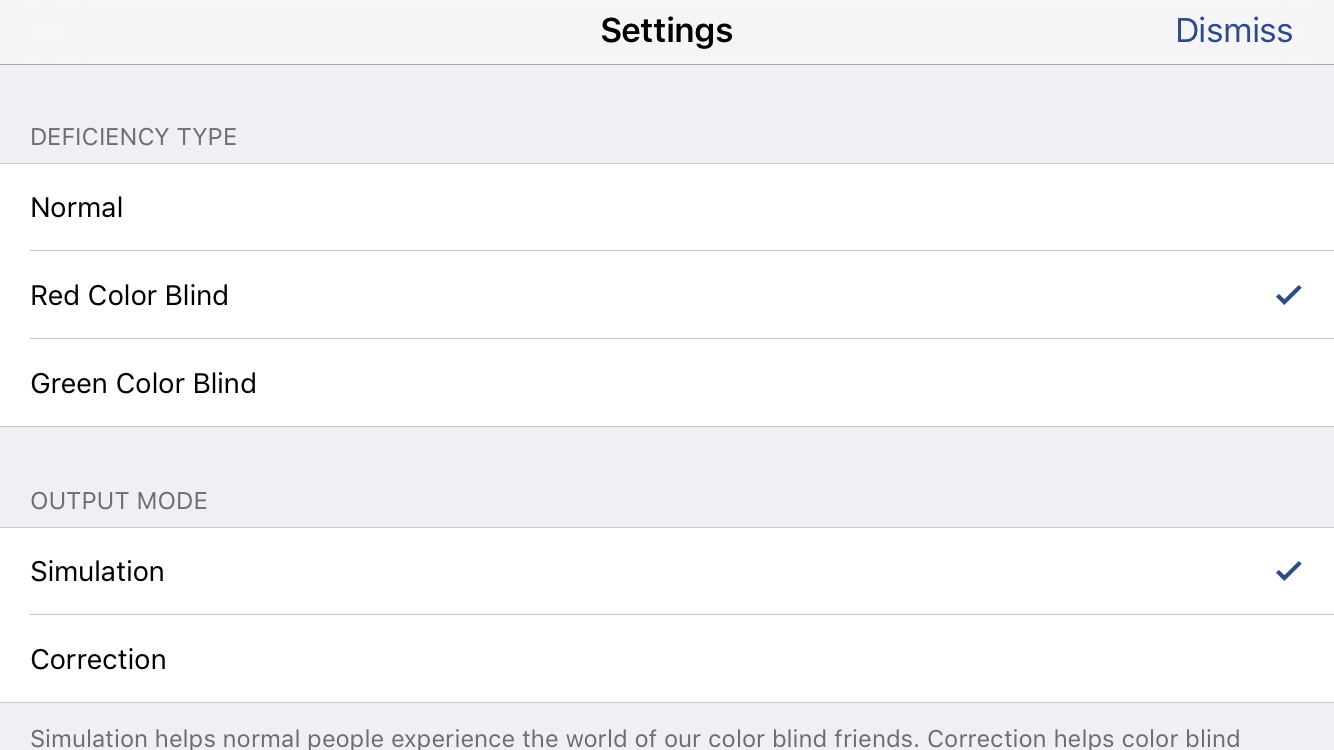 Settings
Dismiss
DEFICIENCY TYPE
Normal
Red Color Blind
Green Color Blind
OUTPUT MODE
Simulation
Correction
Simulation helps normal people experience the world of our color blind friends. Correction helps color blind